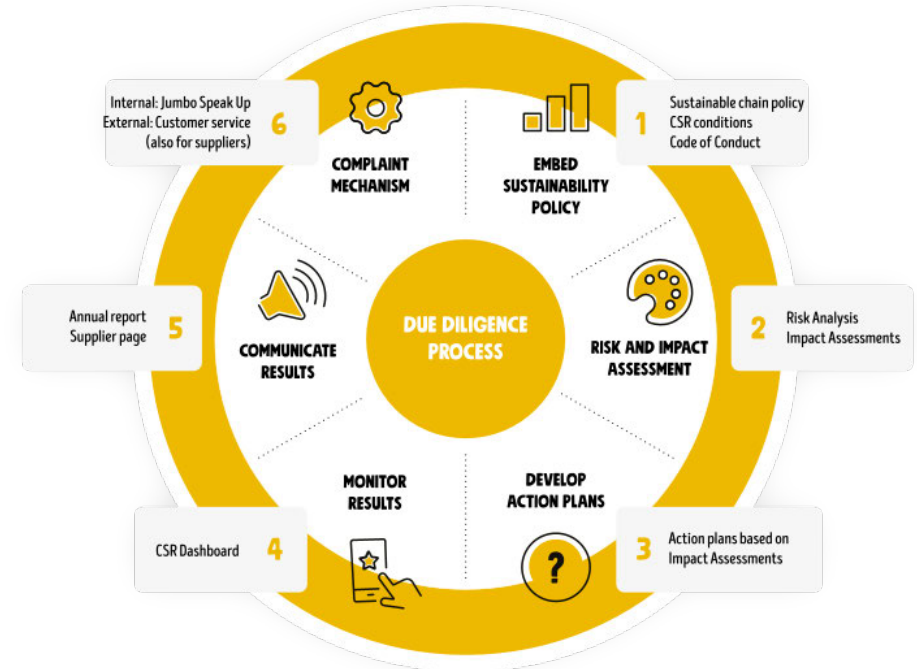 DUE DILIGENCE
PROCESS
1
Sustainable chain policy
CSR conditions
Code of Conduct
EMBED
SUSTAINABILITY
POLICY
2
Risk Analysis
Impact Assessments
RISK AND IMPACT
ASSESSMENT
3
Action plans based on
Impact Assessments
DEVELOP
ACTION PLANS
?
4
CSR Dashboard
MONITOR
RESULTS
5
Annual report
Supplier page
COMMUNICATE
RESULTS
6
Internal: Jumbo Speak Up
External: Customer service
(also for suppliers)
COMPLAINT
MECHANISM